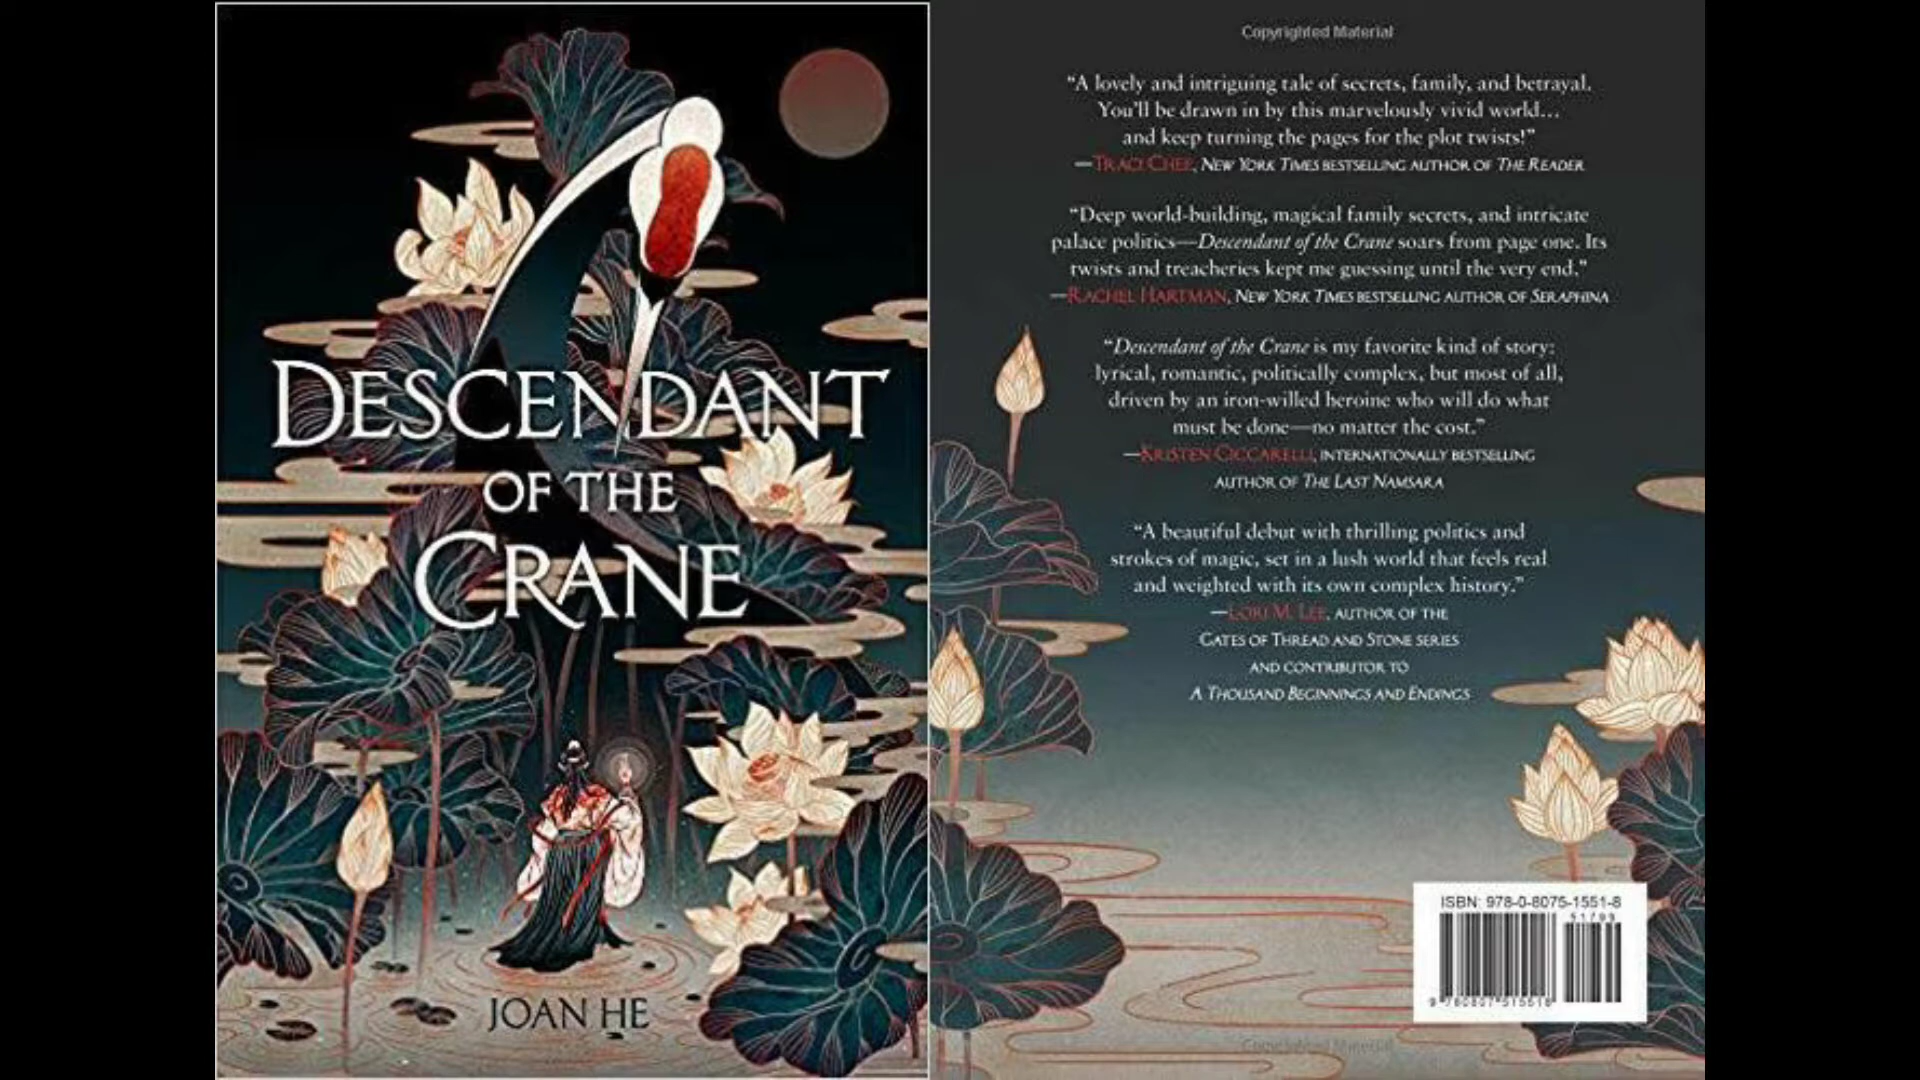 DESCENDANT
OF THE
CRANE
JOAN HE
Copyrighted Material
“A lovely and intriguing tale of secrets, family, and betrayal.
You’ll be drawn in by this marvelously vivid world...
and keep turning the pages for the plot twists!”
—TRACI CHEE, NEW YORK TIMES BESTSELLING AUTHOR OF THE READER
“Deep world-building, magical family secrets, and intricate
palace politics—Descendant of the Crane soars from page one. Its
twists and treacheries kept me guessing until the very end.”
—RACHEL HARTMAN, NEW YORK TIMES BESTSELLING AUTHOR OF SERAPHINA
“Descendant of the Crane is my favorite kind of story:
lyrical, romantic, politically complex, but most of all,
driven by an iron-willed heroine who will do what
must be done—no matter the cost.”
—KRISTEN CICCARELLI, INTERNATIONALLY BESTSELLING
AUTHOR OF THE LAST NAMSARA
“A beautiful debut with thrilling politics and
strokes of magic, set in a lush world that feels real
and weighted with its own complex history.”
—LORI M. LEE, AUTHOR OF THE
GATES OF THREAD AND STONE SERIES
AND CONTRIBUTOR TO
A THOUSAND BEGINNINGS AND ENDINGS
ISBN: 978-0-8075-1551-8
51799
9 780807 515518
Copyrighted Material